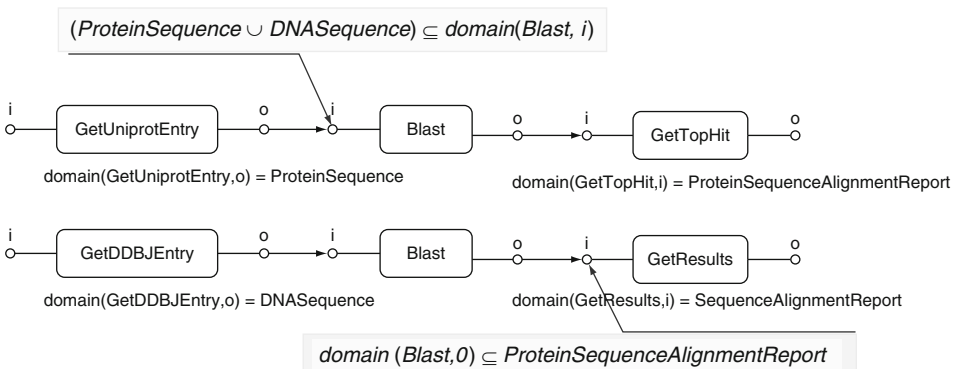 (ProteinSequence ∪ DNASequence) ⊆ domain(Blast, i)
i o i o i o
GetUniprotEntry Blast GetTopHit
domain(GetUniprotEntry,o) = ProteinSequence domain(GetTopHit,i) = ProteinSequenceAlignmentReport
i o i o i o
GetDDBJEntry Blast GetResults
domain(GetDDBJEntry,o) = DNASequence domain(GetResults,i) = SequenceAlignmentReport
domain (Blast,0) ⊆ ProteinSequenceAlignmentReport